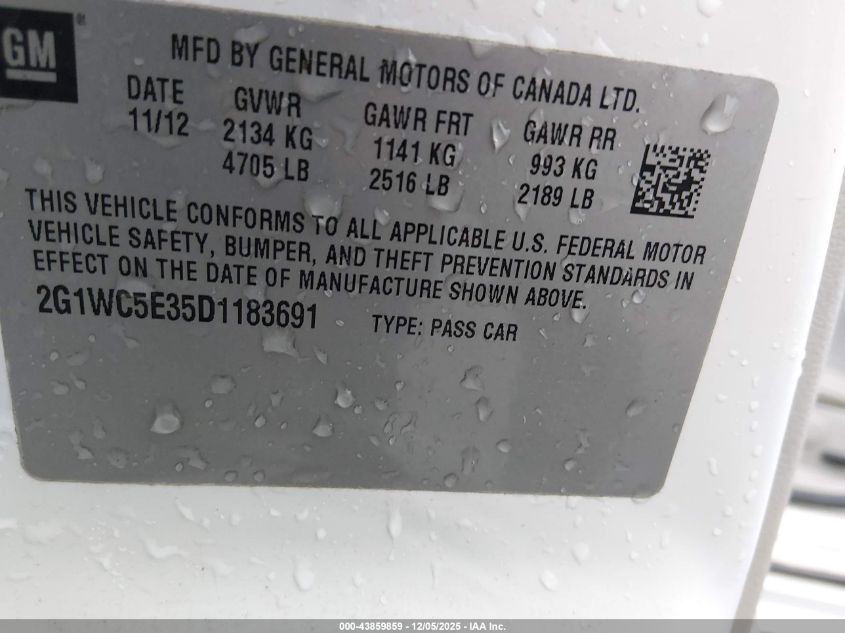 GM
MFD BY GENERAL MOTORS OF CANADA LTD.
DATE GVWR GAWR FRT GAWR RR
11/12 2134 KG 1141 KG 993 KG
4705 LB 2516 LB 2189 LB
THIS VEHICLE CONFORMS TO ALL APPLICABLE U.S. FEDERAL MOTOR
VEHICLE SAFETY, BUMPER, AND THEFT PREVENTION STANDARDS IN
EFFECT ON THE DATE OF MANUFACTURE SHOWN ABOVE.
2G1WC5E35D1183691 TYPE: PASS CAR
000-43859859 - 12/05/2025 - IAA Inc.